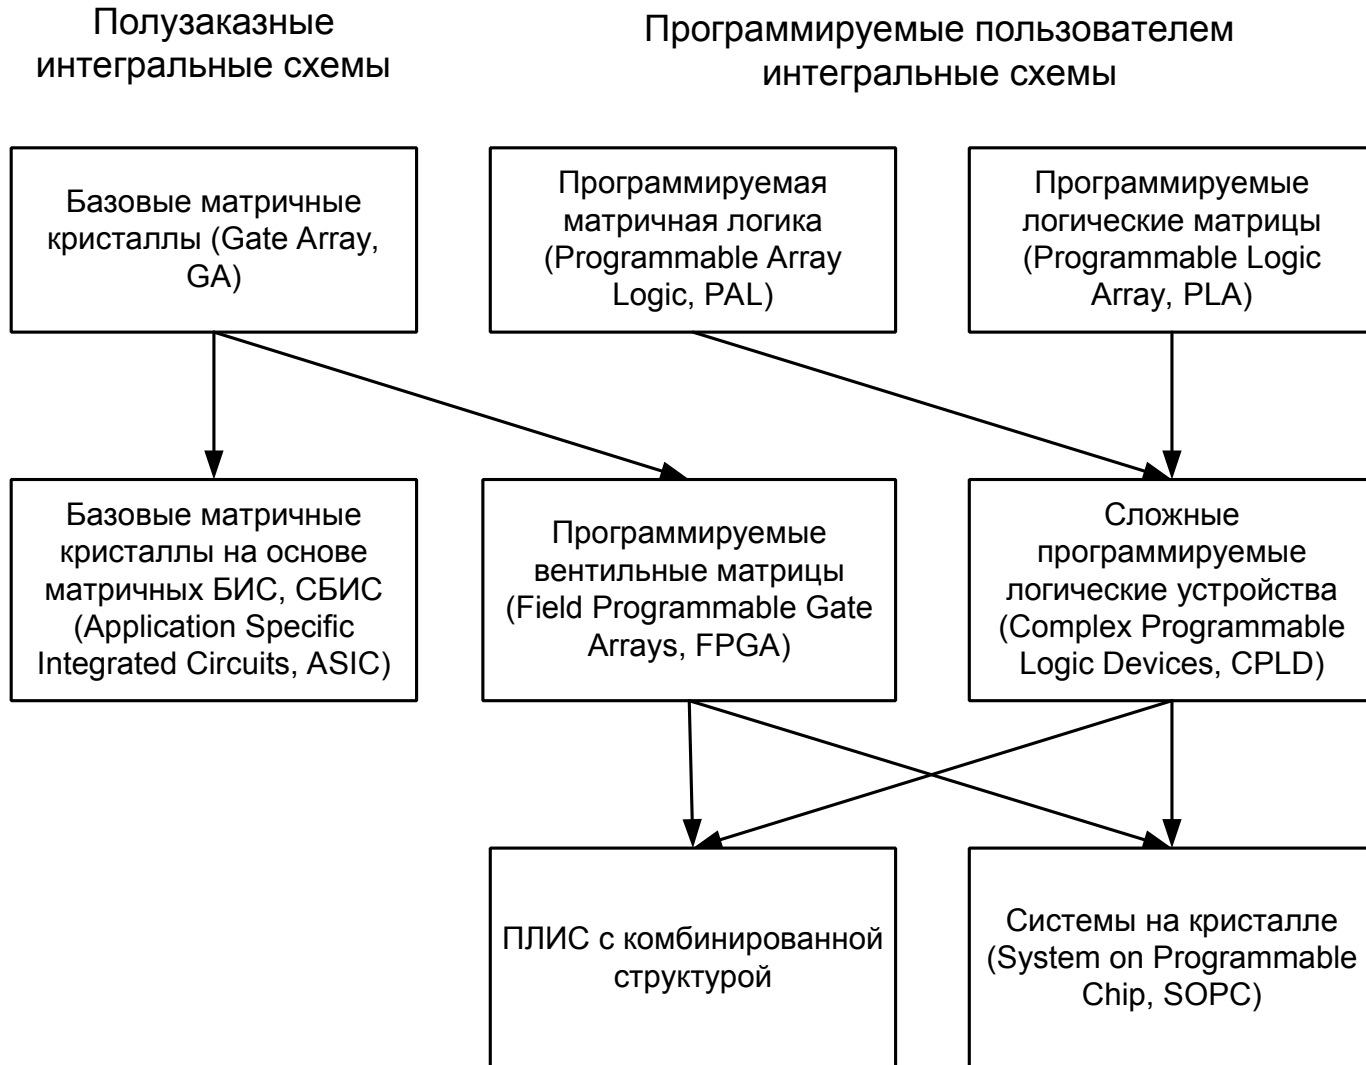 Полузаказные
интегральные схемы
Программируемые пользователем
интегральные схемы
Базовые матричные
кристаллы (Gate Array,
GA)
Программируемая
матричная логика
(Programmable Array
Logic, PAL)
Программируемые
логические матрицы
(Programmable Logic
Array, PLA)
Базовые матричные
кристаллы на основе
матричных БИС, СБИС
(Application Specific
Integrated Circuits, ASIC)
Программируемые
вентильные матрицы
(Field Programmable Gate
Arrays, FPGA)
Сложные
программируемые
логические устройства
(Complex Programmable
Logic Devices, CPLD)
ПЛИС с комбинированной
структурой
Системы на кристалле
(System on Programmable
Chip, SOPC)